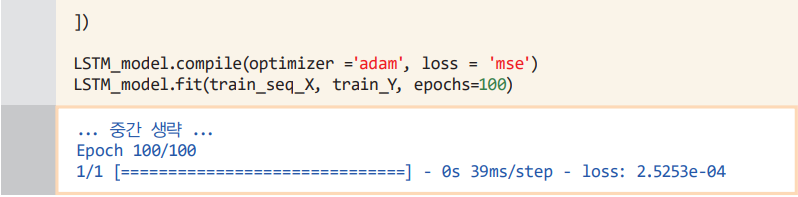 ])
LSTM_model.compile(optimizer ='adam', loss = 'mse')
LSTM_model.fit(train_seq_X, train_Y, epochs=100)
... 중간 생략 ...
Epoch 100/100
1/1 [==============================] - 0s 39ms/step - loss: 2.5253e-04